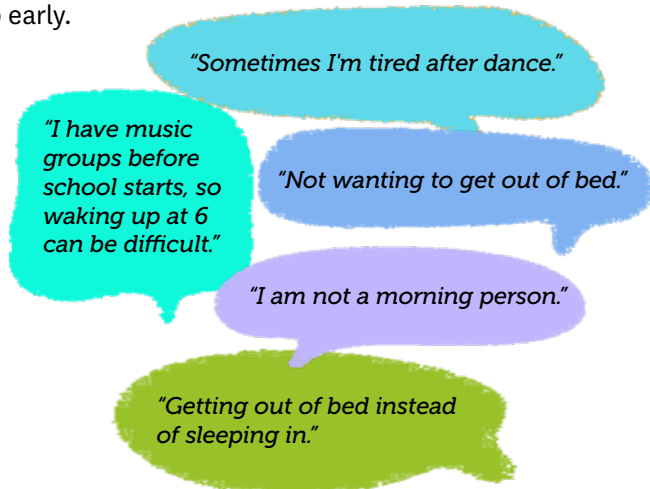 early.
“Sometimes I'm tired after dance.”
“I have music
groups before
school starts, so
waking up at 6
can be difficult.”
“Not wanting to get out of bed.”
“I am not a morning person.”
“Getting out of bed instead
of sleeping in.”